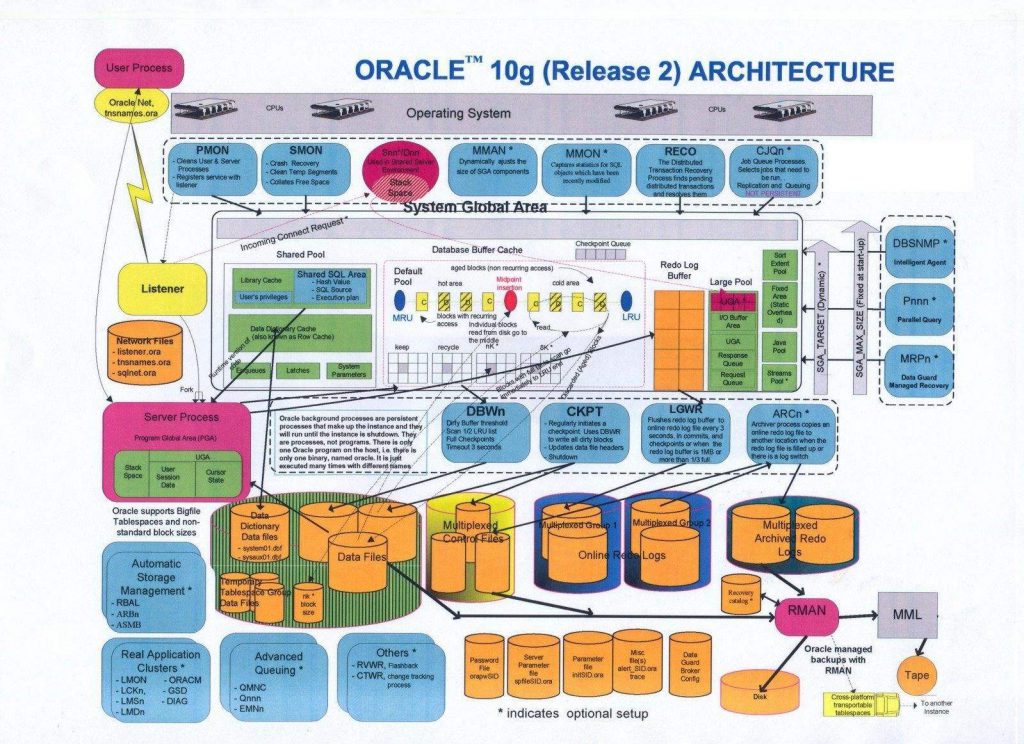 ORACLE™ 10g (Release 2) ARCHITECTURE
User Process
Oracle Net,
tnsnames.ora
CPUs
Operating System
CPUs
PMON
- Cleans User & Server
Processes
- Registers service with
listener
SMON
- Crash Recovery
- Clean Temp Segments
- Collates Free Space
Snn*/Dnn
Used in Shared Server
Environment
Stack
Space
MMAN *
Dynamically ajusts the
size of SGA components
MMON *
Captures statistics for SQL
objects which have been
recently modified
RECO
The Distributed
Transaction Recovery
Process finds pending
distributed transactions
and resolves them
CJQn *
Job Queue Processes
Selects jobs that need to
be run,
Replication and Queuing
NOT PERSISTENT
System Global Area
Incoming Connect Request *
Listener
Network Files
- listener.ora
- tnsnames.ora
- sqlnet.ora
Shared Pool
Library Cache
User's privileges
Shared SQL Area
- Hash Value
- SQL Source
- Execution plan
Data Dictionary Cache
(also known as Row Cache)
Enqueues
Latches
System
Parameters
Runtime version of
Fork
Database Buffer Cache
Checkpoint Queue
Default
Pool
aged blocks (non recurring access)
hot area
Midpoint
insertion
cold area
MRU
LRU
blocks with recurring
access
Individual blocks
read from disk go to
the middle
read
keep
recycle
nK *
8K *
Blocks with full table scan go
immediately to LRU end
Discarded (Aged) blocks
Redo Log
Buffer
Large Pool
UGA *
I/O Buffer
Area
UGA
Response
Queue
Request
Queue
Sort
Extent
Pool
Fixed
Area
(Static
Overhea
d)
Java
Pool
Streams
Pool *
SGA_TARGET (Dynamic) *
SGA_MAX_SIZE (Fixed at start-up)
DBSNMP *
Intelligent Agent
Pnnn *
Parallel Query
MRPn *
Data Guard
Managed Recovery
Server Process
Program Global Area (PGA)
UGA
Stack
Space
User
Session
Data
Cursor
State
Oracle background processes are persistent
processes that make up the instance and they
will run until the instance is shutdown. They
are processes, not programs. There is only
one Oracle program on the host, i.e. there is
only one binary, named oracle. It is just
executed many times with different names
DBWn
Dirty Buffer threshold
Scan 1/2 LRU list
Full Checkpoints
Timeout 3 seconds
CKPT
- Regularly initiates a
checkpoint. Uses DBWR
to write all dirty blocks
- Updates data file headers
- Shutdown
LGWR
Flushes redo log buffer to
online redo log file every 3
seconds, in commits, and
checkpoints or when the
redo log buffer is 1MB or
more than 1/3 full
ARCn *
Archiver process copies an
online redo log file to
another location when the
redo log file is filled up or
there is a log switch
Oracle supports Bigfile
Tablespaces and non-
standard block sizes
Data
Dictionary
Data files
- system01.dbf
- sysaux01.dbf
Data Files
Temporary
Tablespace Group
Data Files
nk *
block
size
Multiplexed
Control Files
Multiplexed Group 1
Multiplexed Group 2
Online Redo Logs
Multiplexed
Archived Redo
Logs
Automatic
Storage
Management *
- RBAL
- ARBn
- ASMB
Recovery
catalog *
RMAN
MML
Oracle managed
backups with
RMAN
Tape
Disk
Cross-platform
transportable
tablespaces
To another
Instance
Real Application
Clusters *
- LMON
- LCKn,
- LMSn
- LMDn
- ORACM
- GSD
- DIAG
Advanced
Queuing *
- QMNC
- Qnnn
- EMNn
Others *
- RVWR, Flashback
- CTWR, change tracking
process
Password
File
orapwSID
Server
Parameter
file
spfileSID.ora
Parameter
file
initSID.ora
Misc
file(s)
alert_SID.ora
trace
Data
Guard
Broker
Config
* indicates optional setup